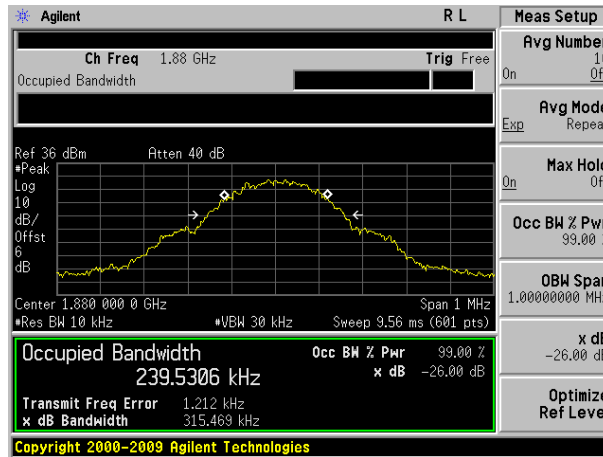 Agilent R L
Ch Freq 1.88 GHz Trig Free
Occupied Bandwidth
Ref 36 dBm Atten 40 dB
#Peak
Log
10
dB/
Offst
6
dB
Center 1.880 000 0 GHz Span 1 MHz
#Res BW 10 kHz #VBW 30 kHz Sweep 9.56 ms (601 pts)
Occupied Bandwidth Occ BW % Pwr 99.00 %
239.5306 kHz x dB -26.00 dB
Transmit Freq Error 1.212 kHz
x dB Bandwidth 315.469 kHz
Copyright 2000-2009 Agilent Technologies
Meas Setup
Avg Number
On
Avg Mode
Exp
Max Hold
On
Occ BW % Pwr
99.00
OBW Span
1.00000000
x dB
-26.00
Optimize
Ref Level